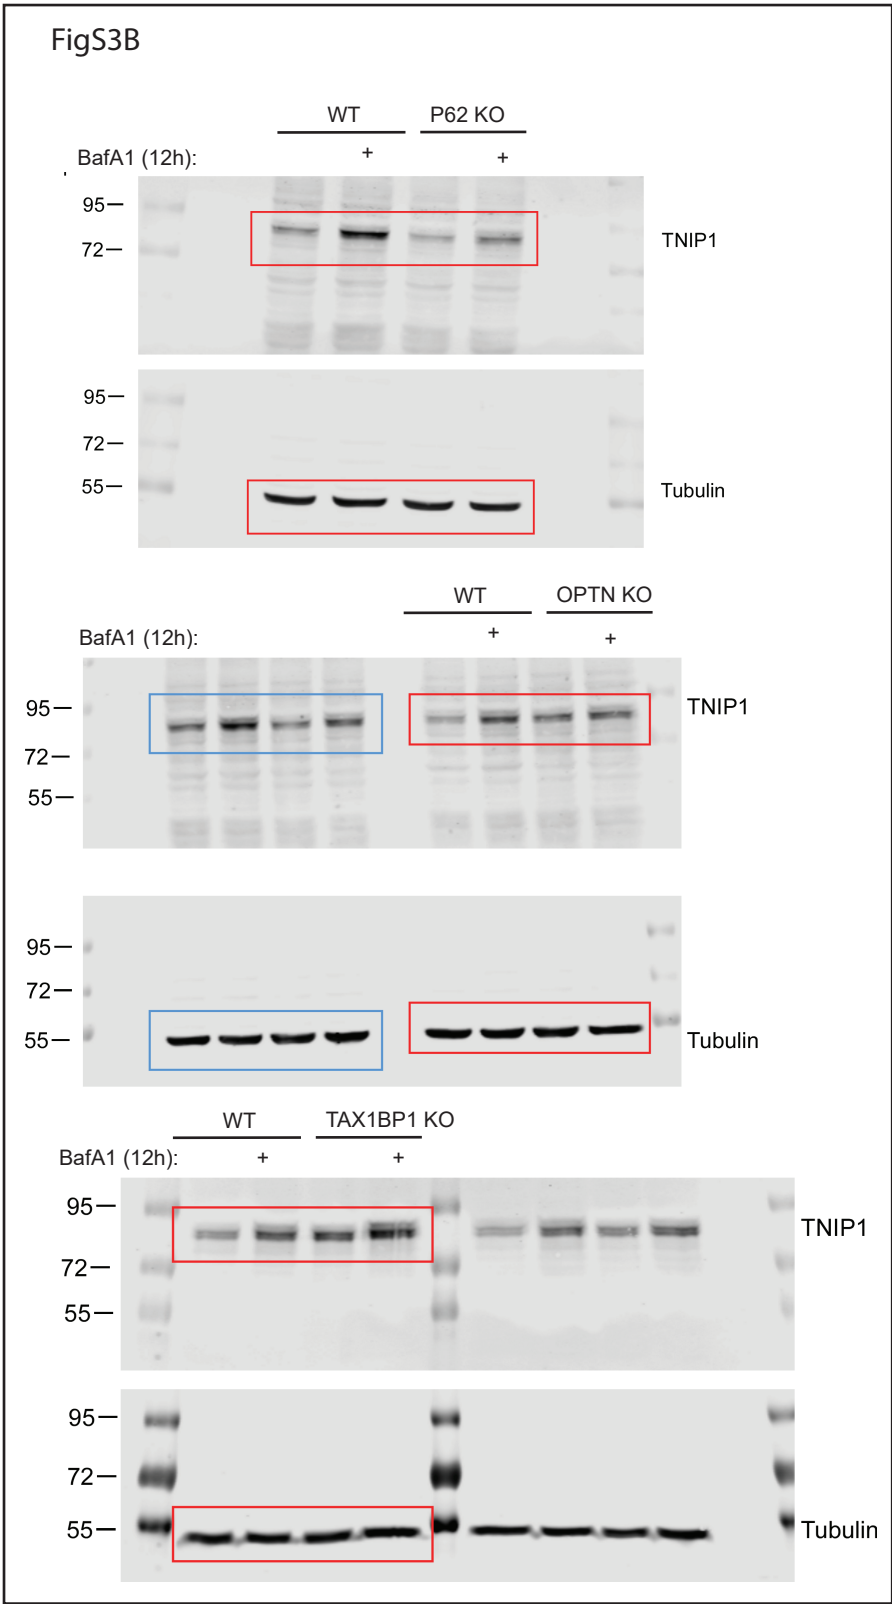 FigS3B
WT P62 KO
BafA1 (12h): + +
95
72
TNIP1
95
72
55
Tubulin
WT OPTN KO
BafA1 (12h): + +
95
72
55
TNIP1
95
72
55
Tubulin
WT TAX1BP1 KO
BafA1 (12h): + +
95
72
55
TNIP1
95
72
55
Tubulin